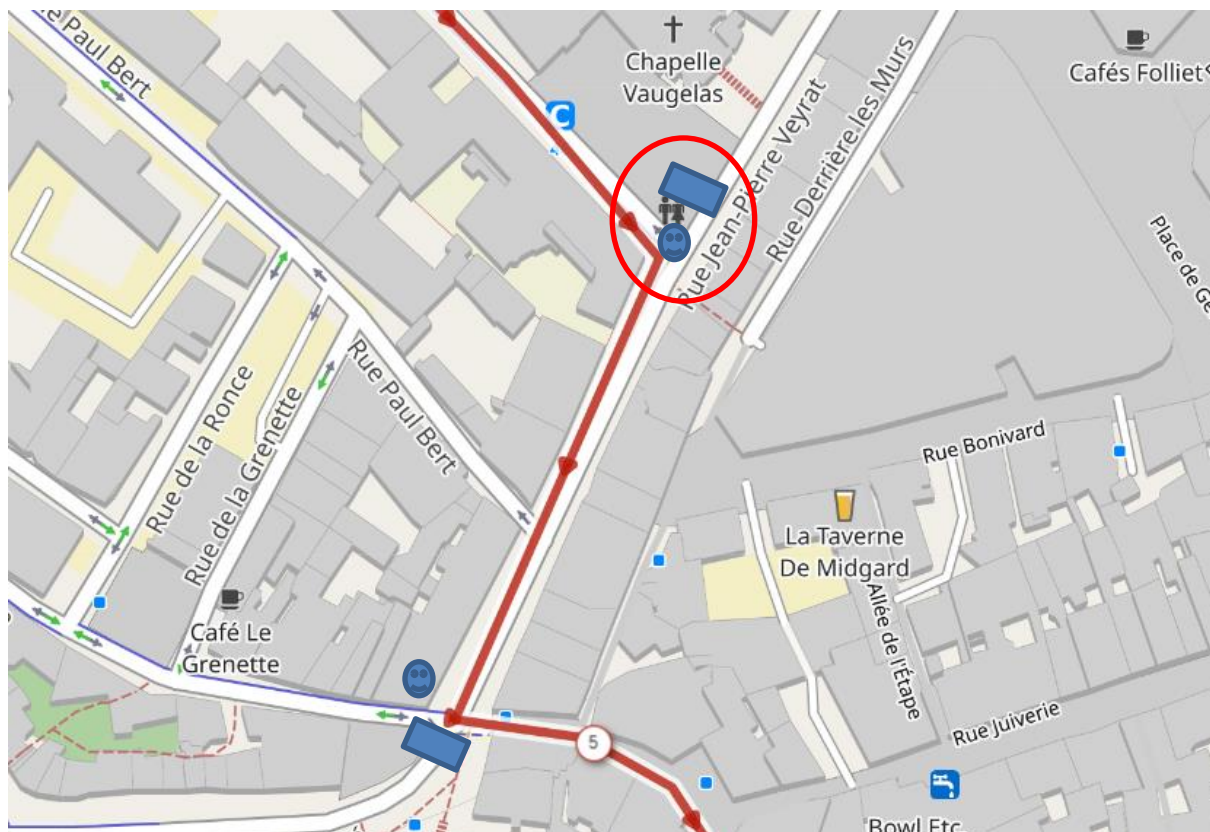 e Paul Bert
Chapelle
Vaugelas
Cafés Folliet
C
Rue Jean-Pierre Veyrat
Rue Derrière les Murs
Place de Ge
Rue Paul Bert
Rue de la Ronce
Rue de la Grenette
Rue Bonivard
La Taverne
De Midgard
Allée de l'Étape
Café Le
Grenette
Rue Juiverie
5
Bowl Etc